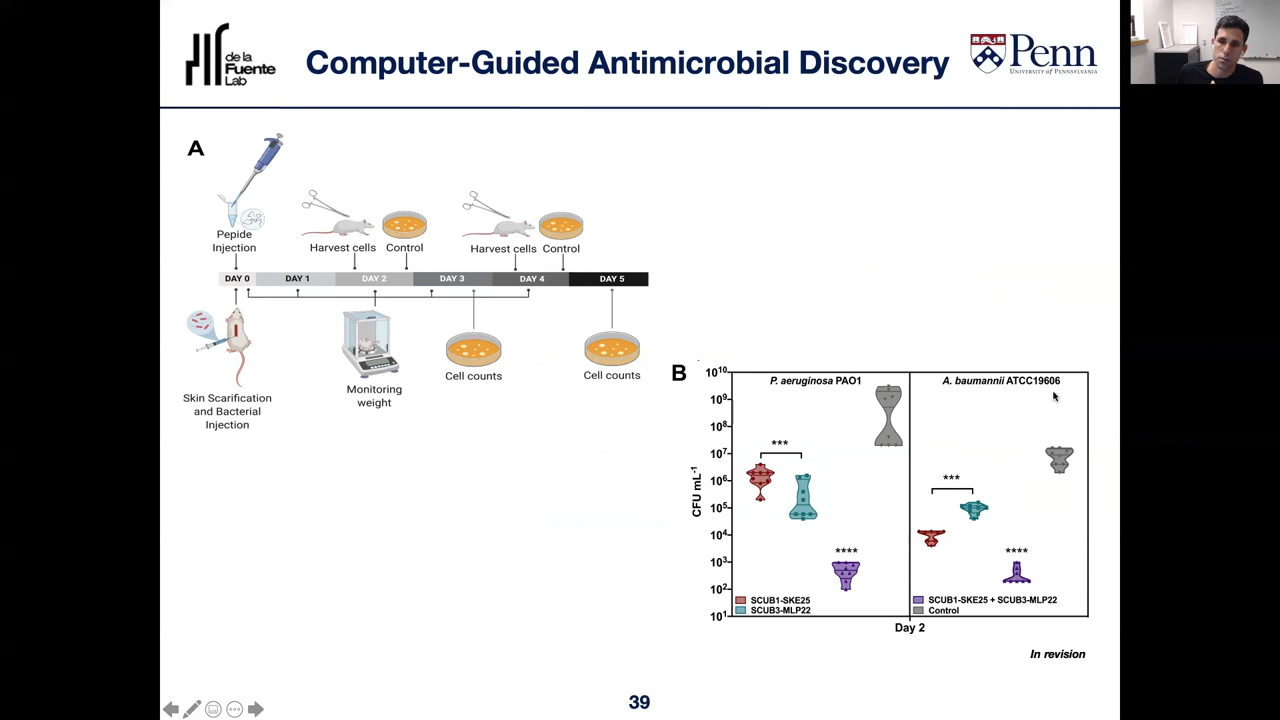 de la
Fuente
Lab
Computer-Guided Antimicrobial Discovery
Penn
UNIVERSITY of PENNSYLVANIA
A
Pepide
Injection
Harvest cells
Control
Harvest cells
Control
DAY 0
DAY 1
DAY 2
DAY 3
DAY 4
DAY 5
Skin Scarification
and Bacterial
Injection
Monitoring
weight
Cell counts
Cell counts
B
P. aeruginosa PAO1
A. baumannii ATCC19606
CFU mL⁻¹
10¹⁰
10⁹
10⁸
10⁷
10⁶
10⁵
10⁴
10³
10²
10¹
***
****
***
****
SCUB1-SKE25
SCUB3-MLP22
SCUB1-SKE25 + SCUB3-MLP22
Control
Day 2
In revision
39